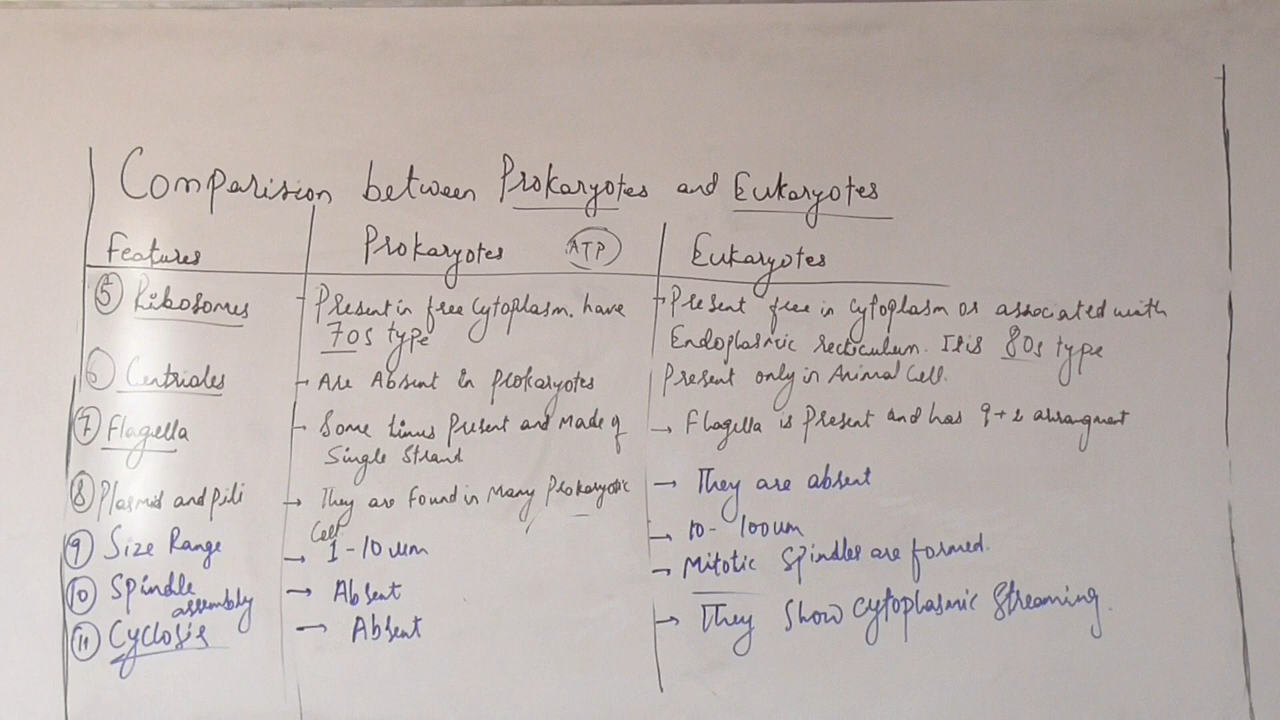 Comparision between Prokaryotes and Eukaryotes
Features Prokaryotes ATP Eukaryotes
⑤ Ribosomes - Present in free Cytoplasm. have - Present free in Cytoplasm or associated with
70s type Endoplasmic recticulum. It is 80s type
⑥ Centrioles → Are Absent in Prokaryotes Present only in Animal Cell.
⑦ Flagella - Some times Present and Made of → Flagella is Present and has 9+2 arrangment
Single Strand
⑧ Plasmid and pili → They are found in Many Prokaryotic → They are absent
Cell
⑨ Size Range → 1-10 um → 10- 100um
⑩ Spindle assembly → Absent → Mitotic Spindles are formed.
⑪ Cyclosis → Absent → They Show Cytoplasmic Streaming.